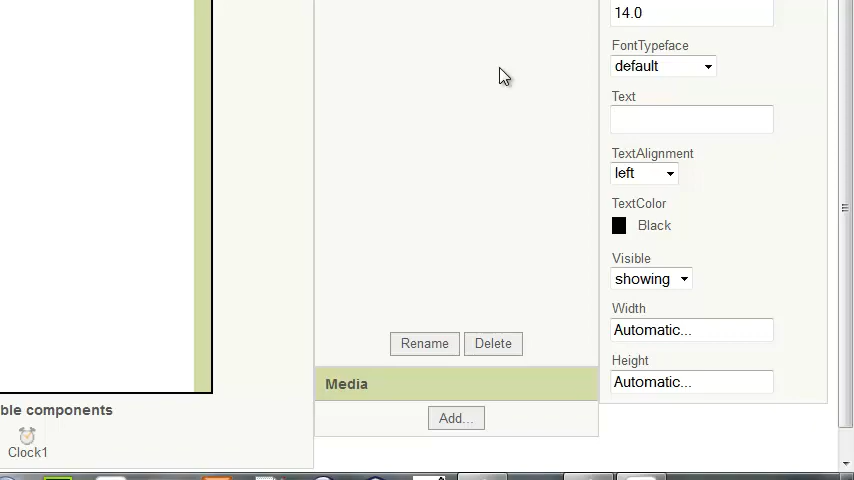 14.0
FontTypeface
default
Text
TextAlignment
left
TextColor
Black
Visible
showing
Width
Automatic...
Height
Automatic...
Rename Delete
Media
Add...
ble components
Clock1